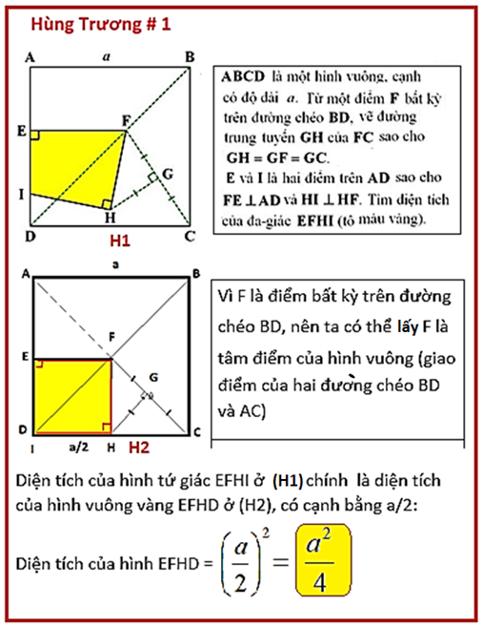 Hùng Trương # 1
A a B
E F
G
I
H
D C
H1
ABCD là một hình vuông, cạnh
có độ dài a. Từ một điểm F bất kỳ
trên đường chéo BD, vẽ đường
trung tuyến GH của FC sao cho
GH = GF = GC.
E và I là hai điểm trên AD sao cho
FE ⊥ AD và HI ⊥ HF. Tìm diện tích
của đa-giác EFHI (tô màu vàng).
a
A B
F
E
G
D C
I a/2 H H2
Vì F là điểm bất kỳ trên đường
chéo BD, nên ta có thể lấy F là
tâm điểm của hình vuông (giao
điểm của hai đường chéo BD
và AC)
Diện tích của hình tứ giác EFHI ở (H1) chính là diện tích
của hình vuông vàng EFHD ở (H2), có cạnh bằng a/2:
Diện tích của hình EFHD = (a/2)² = a²/4